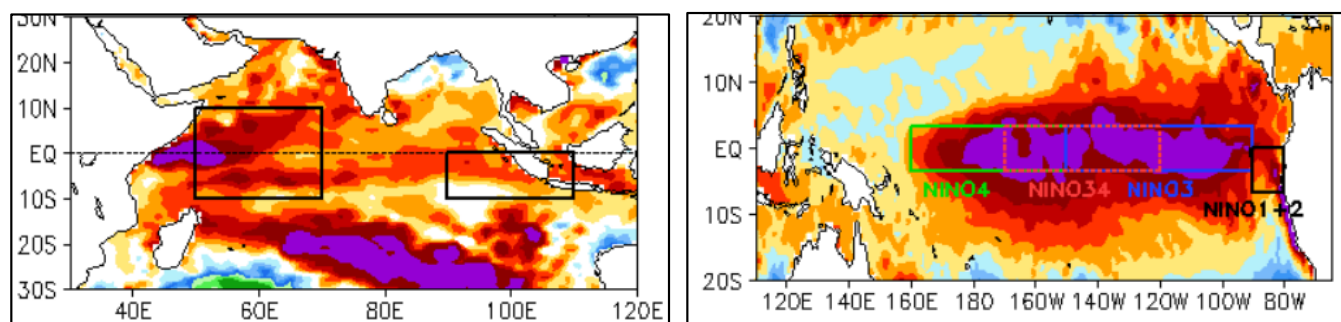 30N
20N
10N
EQ
10S
20S
30S
40E 60E 80E 100E 120E
20N
10N
EQ
10S
20S
NINO4 NINO34 NINO3
NINO1+2
120E 140E 160E 180 160W 140W 120W 100W 80W